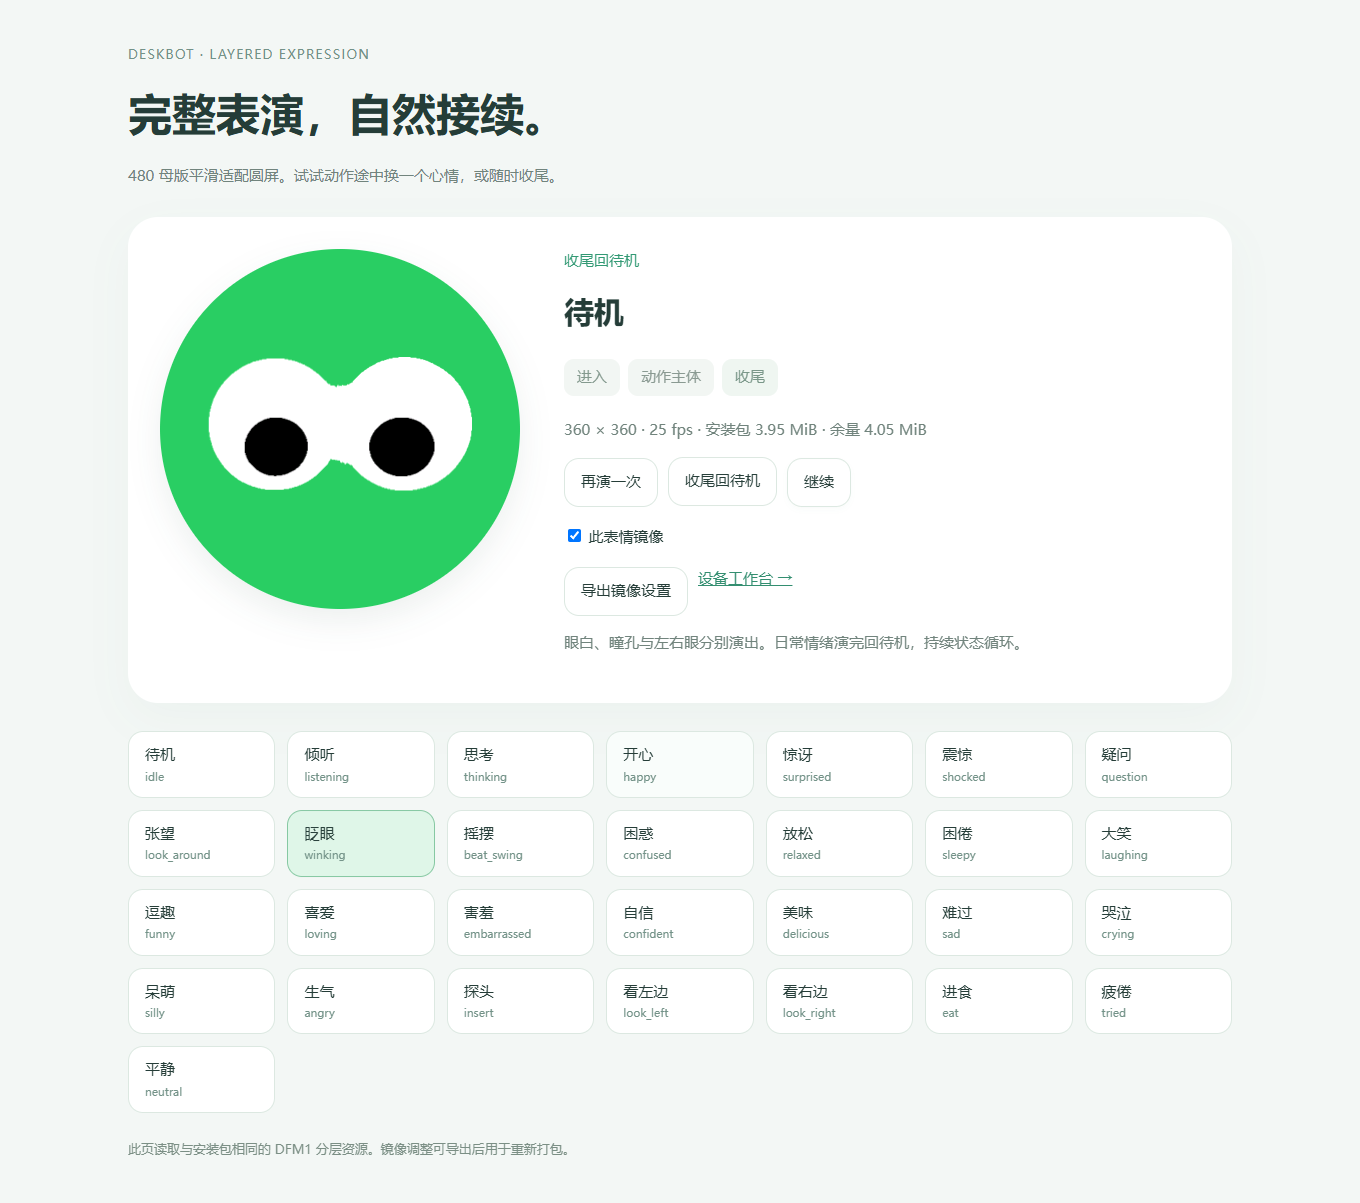 DESKBOT · LAYERED EXPRESSION
完整表演，自然接续。
480 母版平滑适配圆屏。试试动作途中换一个心情，或随时收尾。
收尾回待机
待机
进入 动作主体 收尾
360 × 360 · 25 fps · 安装包 3.95 MiB · 余量 4.05 MiB
再演一次 收尾回待机 继续
此表情镜像
导出镜像设置 设备工作台 →
眼白、瞳孔与左右眼分别演出。日常情绪演完回待机，持续状态循环。
待机 倾听 思考 开心 惊讶 震惊 疑问
idle listening thinking happy surprised shocked question
张望 眨眼 摇摆 困惑 放松 困倦 大笑
look_around winking beat_swing confused relaxed sleepy laughing
逗趣 喜爱 害羞 自信 美味 难过 哭泣
funny loving embarrassed confident delicious sad crying
呆萌 生气 探头 看左边 看右边 进食 疲倦
silly angry insert look_left look_right eat tried
平静
neutral
此页读取与安装包相同的 DFM1 分层资源。镜像调整可导出后用于重新打包。